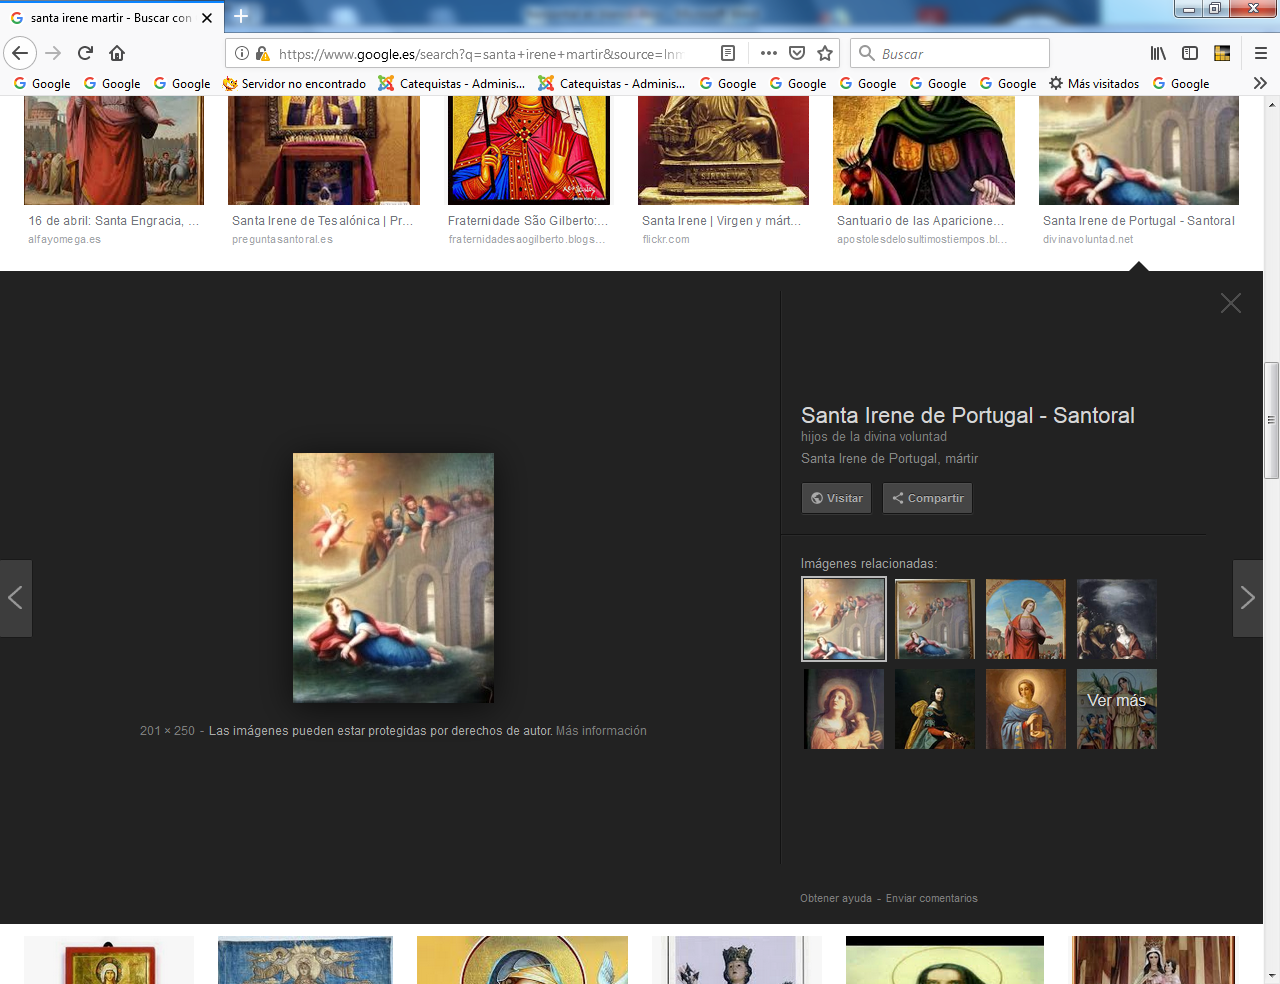 santa irene martir - Buscar con
https://www.google.es/search?q=santa+irene+martir&source=lnm
Buscar
Google
Google
Google
Servidor no encontrado
Catequistas - Adminis...
Catequistas - Adminis...
Google
Google
Google
Google
Google
Más visitados
Google
16 de abril: Santa Engracia, ...
alfayomega.es
Santa Irene de Tesalónica | Pr...
preguntasantoral.es
Fraternidade São Gilberto:...
fraternidadesaogilberto.blogs...
Santa Irene | Virgen y márt...
flickr.com
Santuario de las Aparicione...
apostolesdelosultimostiempos.bl...
Santa Irene de Portugal - Santoral
divinavoluntad.net
Santa Irene de Portugal - Santoral
hijos de la divina voluntad
Santa Irene de Portugal, mártir
Visitar
Compartir
Imágenes relacionadas:
Ver más
201 × 250 - Las imágenes pueden estar protegidas por derechos de autor. Más información
Obtener ayuda - Enviar comentarios